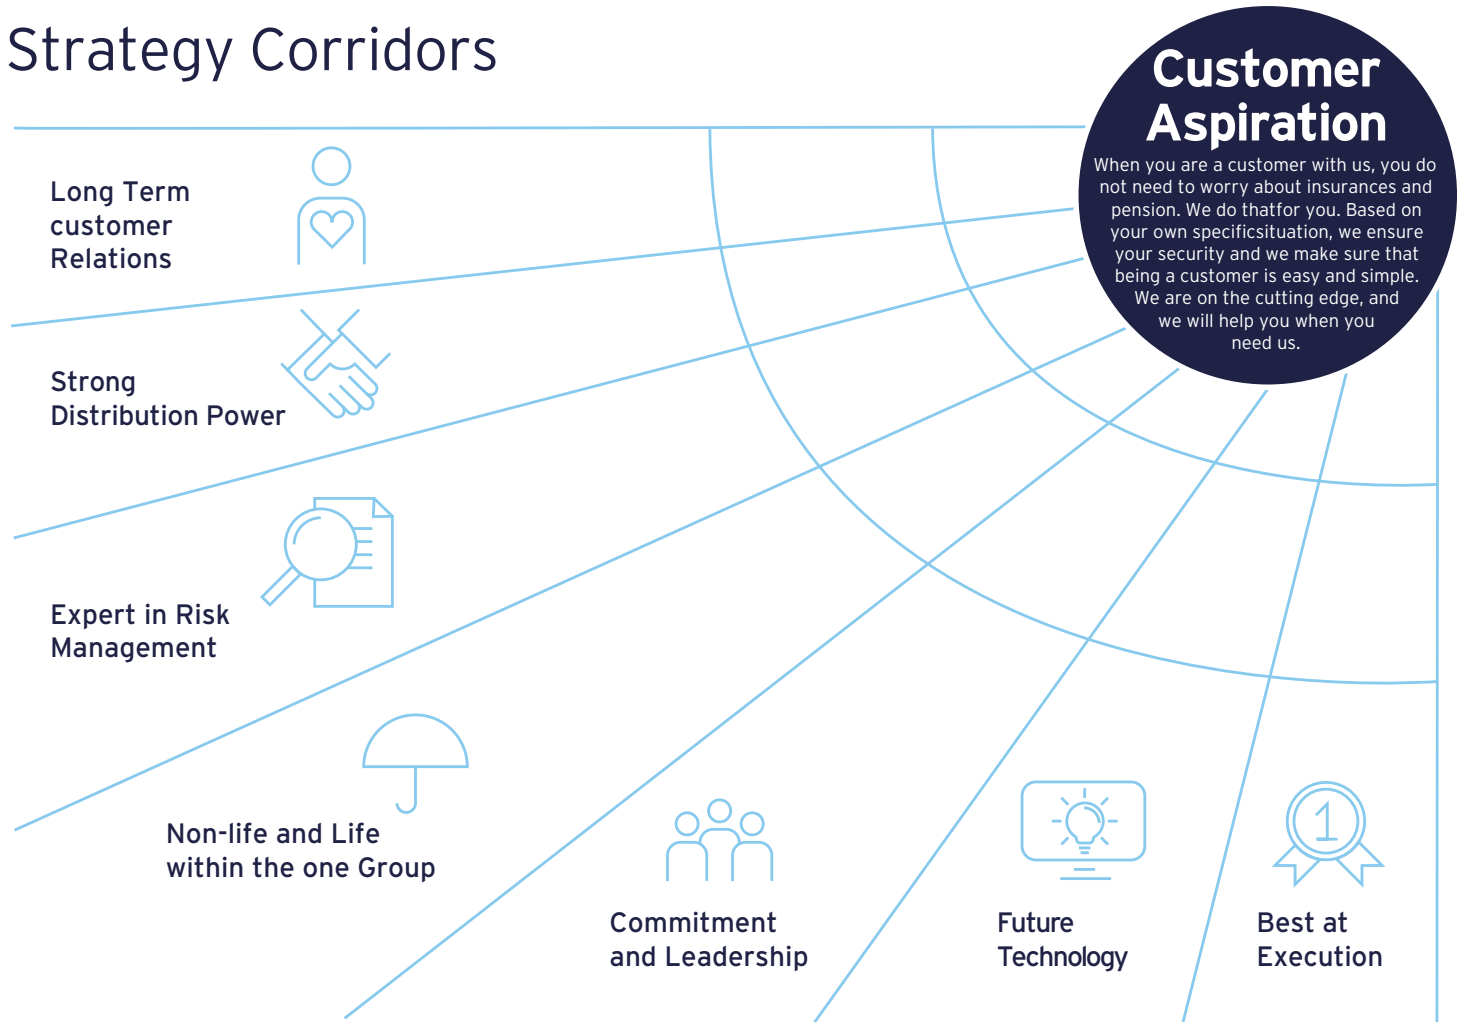 Strategy Corridors
Customer
Aspiration
When you are a customer with us, you do
not need to worry about insurances and
pension. We do thatfor you. Based on
your own specificsituation, we ensure
your security and we make sure that
being a customer is easy and simple.
We are on the cutting edge, and
we will help you when you
need us.
Long Term
customer
Relations
Strong
Distribution Power
Expert in Risk
Management
Non-life and Life
within the one Group
Commitment
and Leadership
Future
Technology
1
Best at
Execution